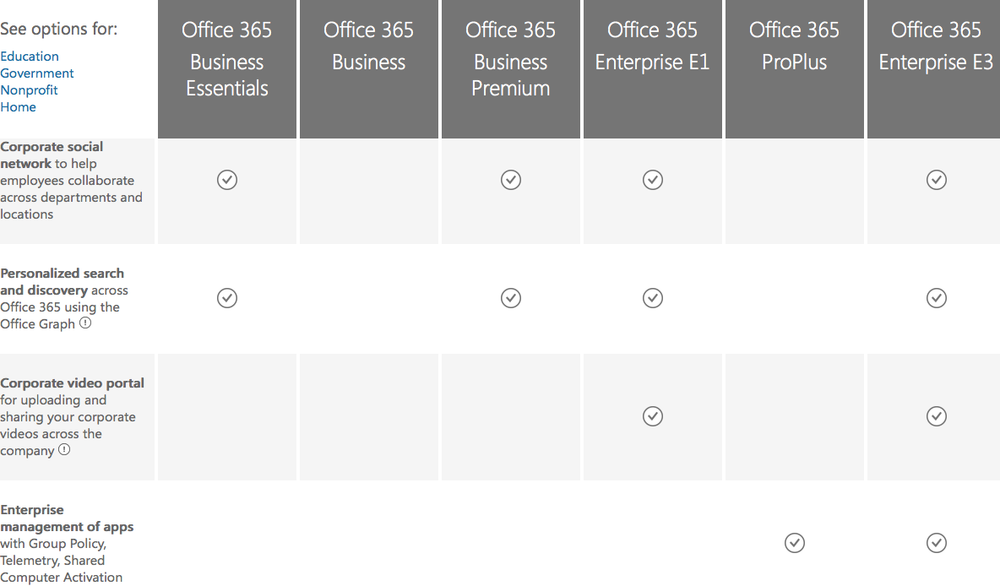 See options for:
Education
Government
Nonprofit
Home
Office 365
Business
Essentials
Office 365
Business
Office 365
Business
Premium
Office 365
Enterprise E1
Office 365
ProPlus
Office 365
Enterprise E3
Corporate social
network to help
employees collaborate
across departments and
locations
Personalized search
and discovery across
Office 365 using the
Office Graph
Corporate video portal
for uploading and
sharing your corporate
videos across the
company
Enterprise
management of apps
with Group Policy,
Telemetry, Shared
Computer Activation